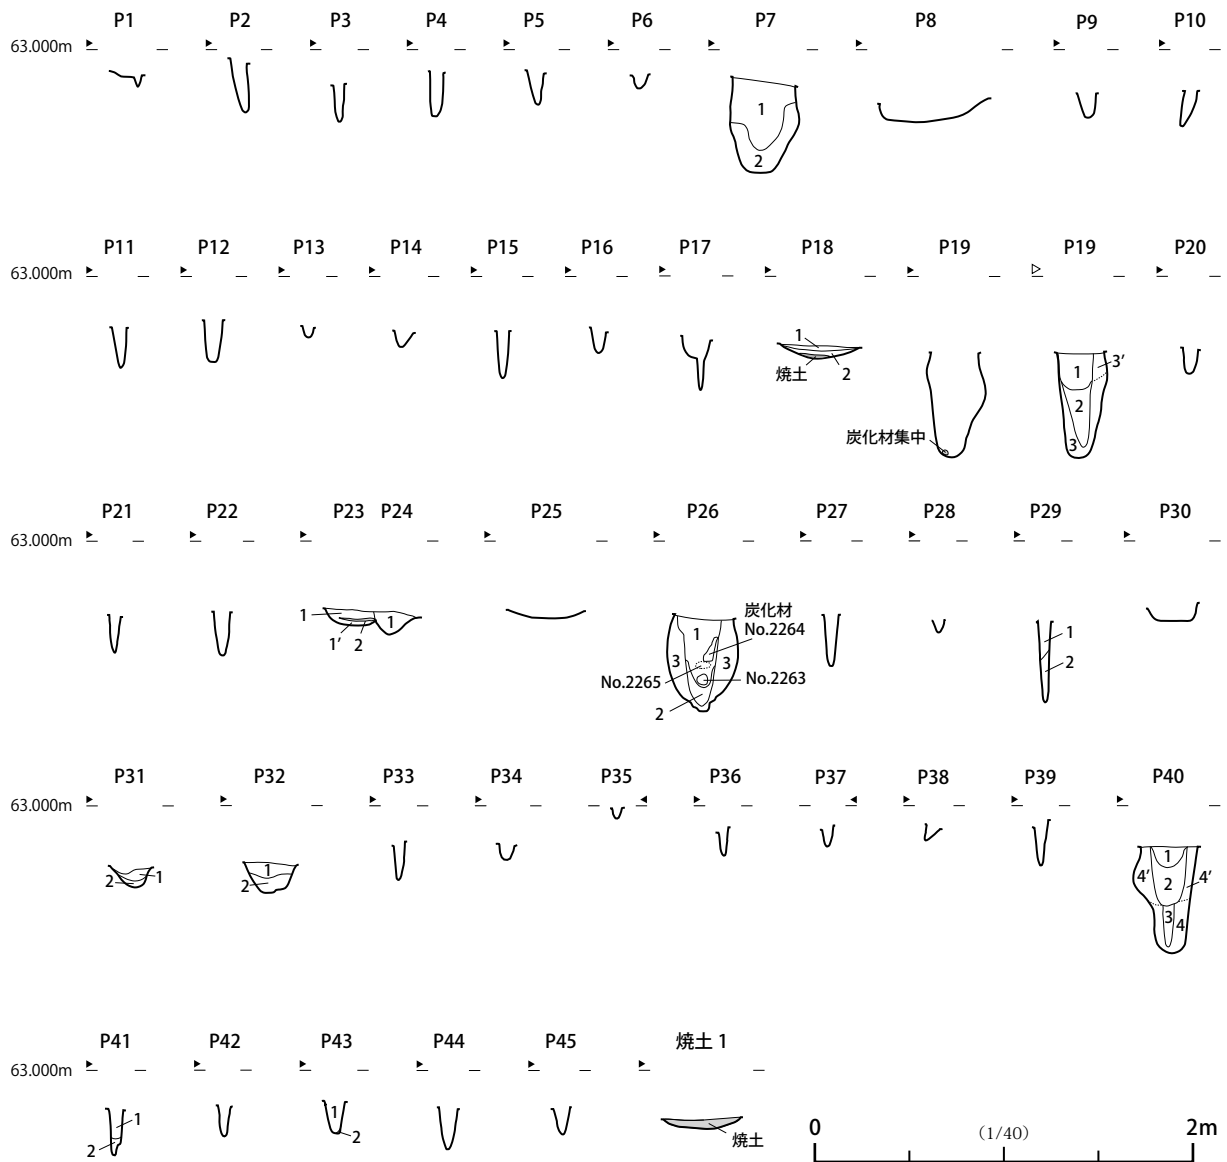 P1 P2 P3 P4 P5 P6 P7 P8 P9 P10
63.000m
1
2
P11 P12 P13 P14 P15 P16 P17 P18 P19 P19 P20
63.000m
1
焼土 2
炭化材集中
1 3′
2
3
P21 P22 P23 P24 P25 P26 P27 P28 P29 P30
63.000m
1 1
1′ 2
炭化材
No.2264
1
3 3
No.2265 No.2263
2
1
2
P31 P32 P33 P34 P35 P36 P37 P38 P39 P40
63.000m
2 1
1
2
1
4′ 2 4′
3 4
P41 P42 P43 P44 P45 焼土 1
63.000m
1
2
1
2
焼土
0 (1/40) 2m